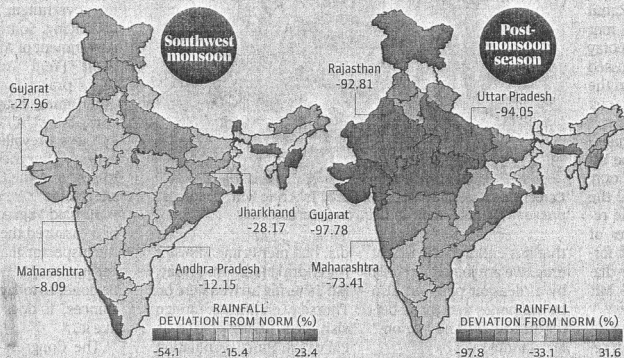 Southwest
monsoon
Gujarat
-27.96
Jharkhand
-28.17
Maharashtra
-8.09
Andhra Pradesh
-12.15
RAINFALL
DEVIATION FROM NORM (%)
-54.1 -15.4 23.4
Post-
monsoon
season
Rajasthan
-92.81
Uttar Pradesh
-94.05
Gujarat
-97.78
Maharashtra
-73.41
RAINFALL
DEVIATION FROM NORM (%)
-97.8 -33.1 31.6